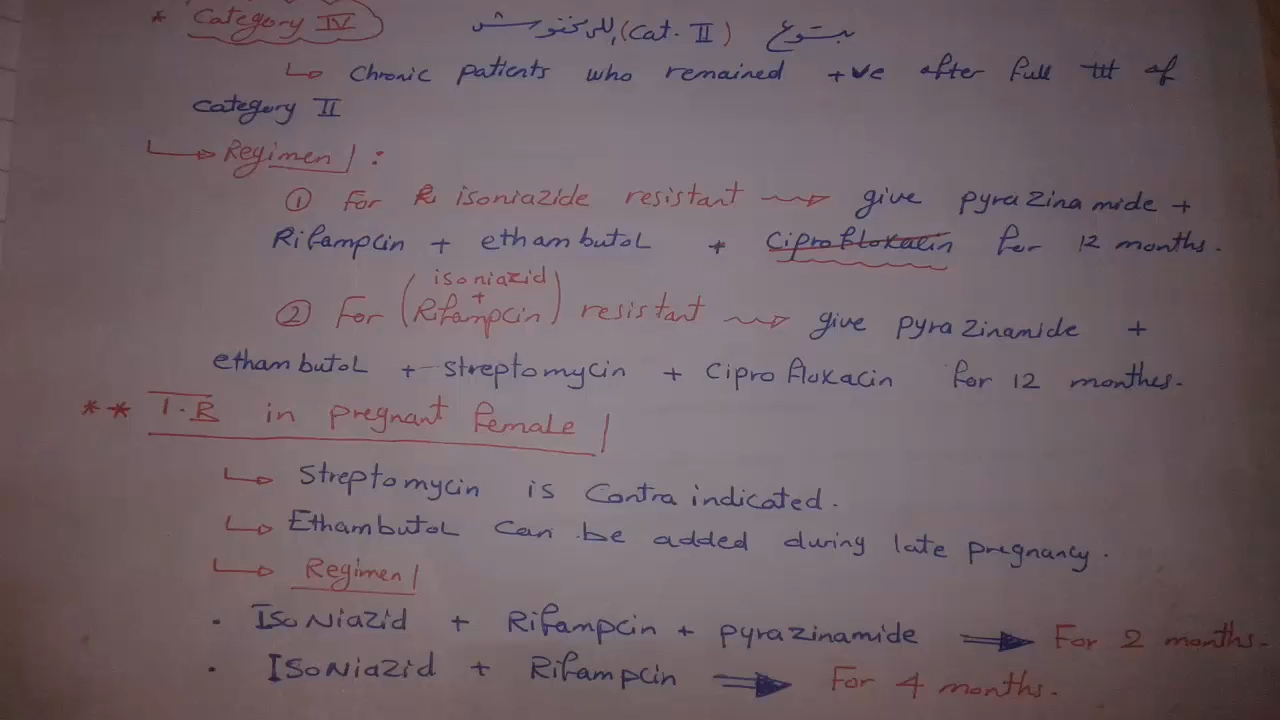 * Category IV بتوع (Cat. II) اللى مخفوش
↳ Chronic patients who remained +ve after full ttt of
Category II
↳ Regimen :
① For isoniazide resistant → give pyrazinamide +
Rifampcin + ethambutol + Ciprofloxacin for 12 months.
② For (isoniazid + Rifampcin) resistant → give pyrazinamide +
ethambutol + streptomycin + Ciprofloxacin for 12 monthes.
** T.B in pregnant female
↳ Streptomycin is Contraindicated.
↳ Ethambutol can be added during late pregnancy.
↳ Regimen
• Isoniazid + Rifampcin + pyrazinamide ⇒ For 2 months.
• Isoniazid + Rifampcin ⇒ For 4 months.